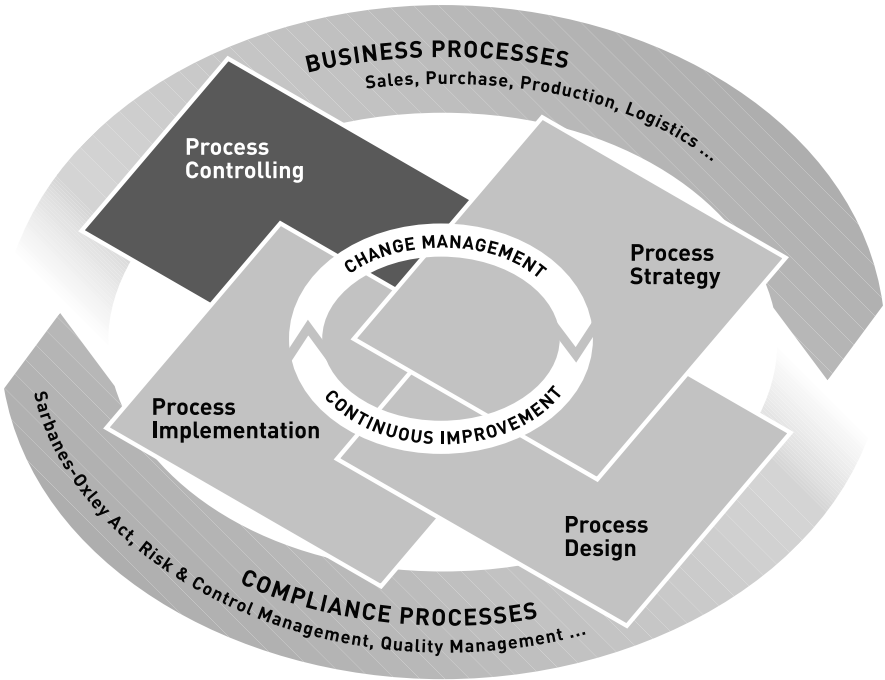 BUSINESS PROCESSES
Sales, Purchase, Production, Logistics ...
Process
Controlling
CHANGE MANAGEMENT
Process
Strategy
CONTINUOUS IMPROVEMENT
Process
Implementation
Process
Design
COMPLIANCE PROCESSES
Sarbanes-Oxley Act, Risk & Control Management, Quality Management ...